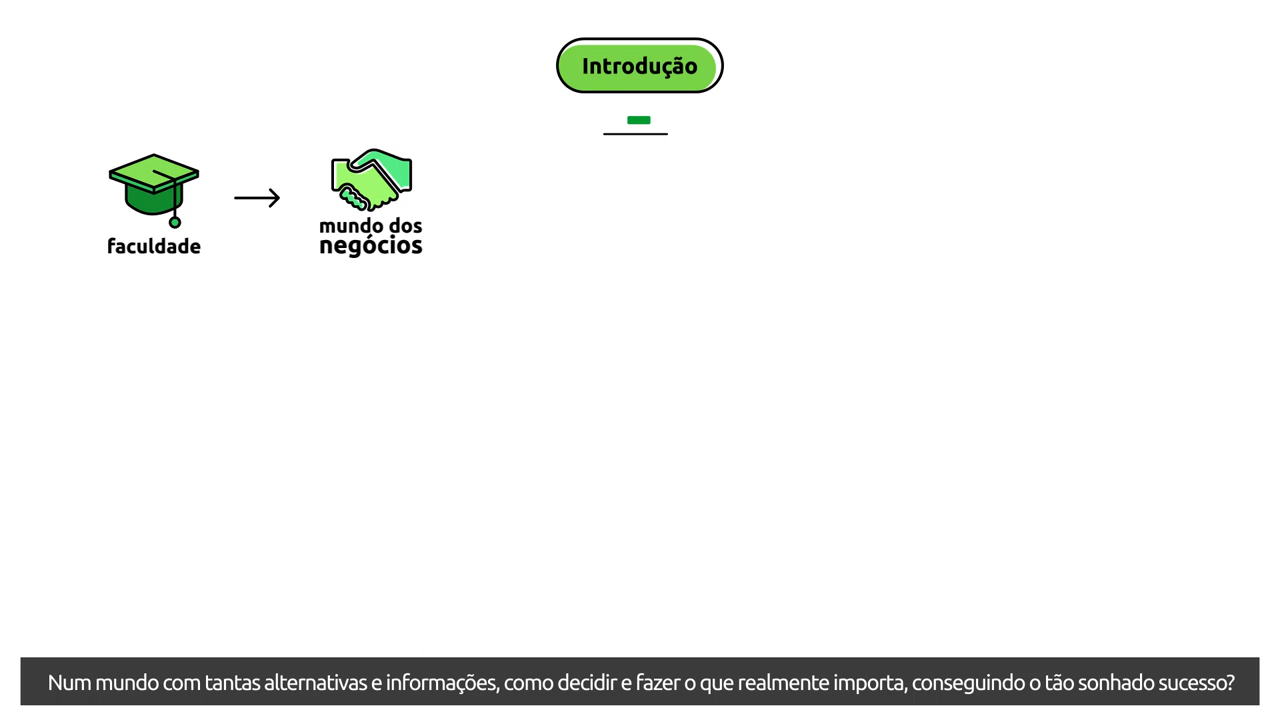 Introdução
faculdade
mundo dos
negócios
Num mundo com tantas alternativas e informações, como decidir e fazer o que realmente importa, conseguindo o tão sonhado sucesso?